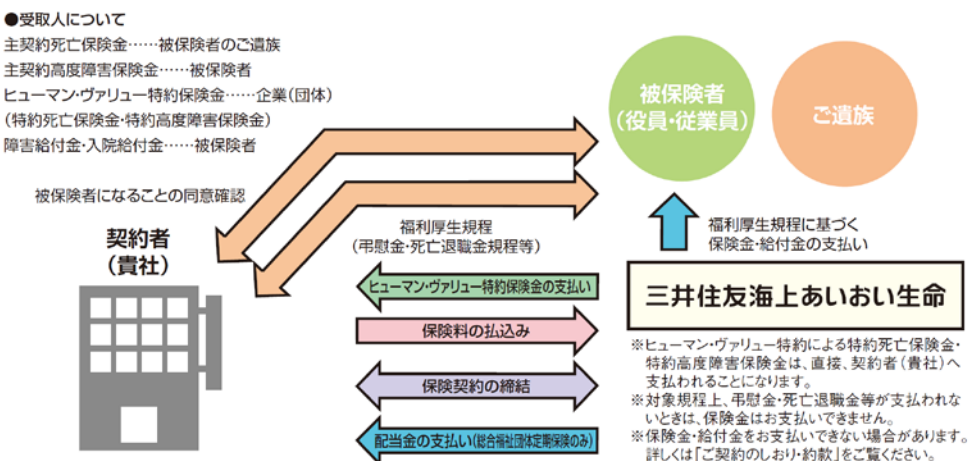 ●受取人について
主契約死亡保険金……被保険者のご遺族
主契約高度障害保険金……被保険者
ヒューマン・ヴァリュー特約保険金……企業(団体)
(特約死亡保険金・特約高度障害保険金)
障害給付金・入院給付金……被保険者
被保険者になることの同意確認
契約者
(貴社)
福利厚生規程
(弔慰金・死亡退職金規程等)
ヒューマン・ヴァリュー特約保険金の支払い
保険料の払込み
保険契約の締結
配当金の支払い(総合福祉団体定期保険のみ)
被保険者
(役員・従業員)
ご遺族
福利厚生規程に基づく
保険金・給付金の支払い
三井住友海上あいおい生命
※ヒューマン・ヴァリュー特約による特約死亡保険金・
特約高度障害保険金は、直接、契約者(貴社)へ
支払われることになります。
※対象規程上、弔慰金・死亡退職金等が支払われな
いときは、保険金はお支払いできません。
※保険金・給付金をお支払いできない場合があります。
詳しくは「ご契約のしおり・約款」をご覧ください。